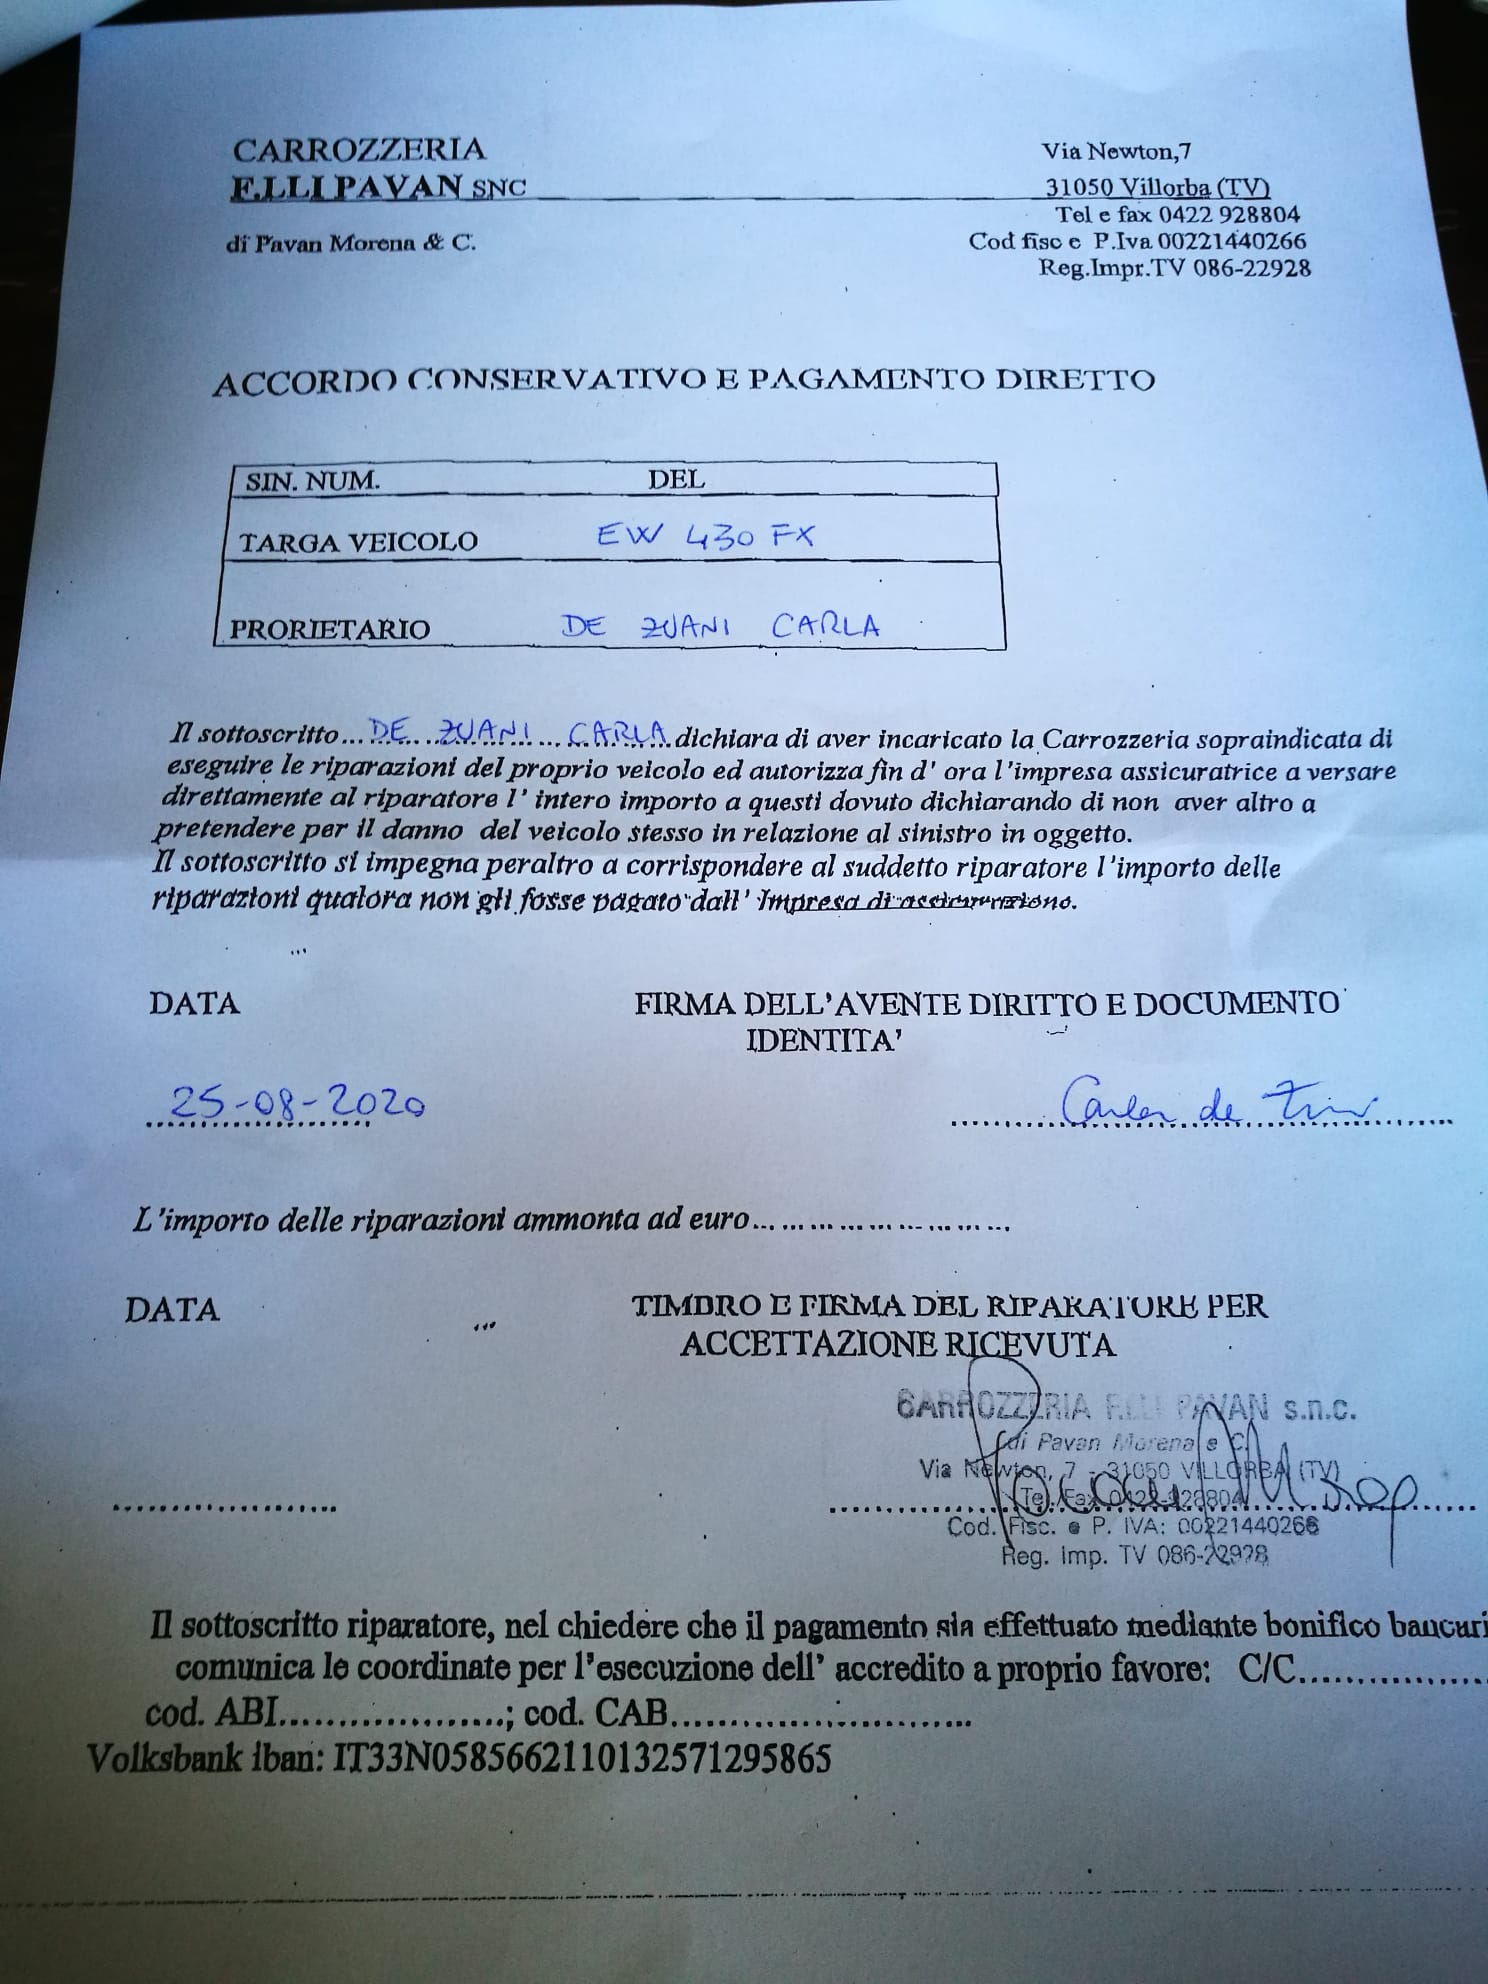 CARROZZERIA
F.LLI PAVAN SNC
di Pavan Morena & C.
Via Newton,7
31050 Villorba (TV)
Tel e fax 0422 928804
Cod fisc e P.Iva 00221440266
Reg.Impr.TV 086-22928
ACCORDO CONSERVATIVO E PAGAMENTO DIRETTO
SIN. NUM. DEL
TARGA VEICOLO EW 430 FX
PRORIETARIO DE ZUANI CARLA
Il sottoscritto... DE ZUANI CARLA dichiara di aver incaricato la Carrozzeria sopraindicata di
eseguire le riparazioni del proprio veicolo ed autorizza fin d' ora l'impresa assicuratrice a versare
direttamente al riparatore l' intero importo a questi dovuto dichiarando di non aver altro a
pretendere per il danno del veicolo stesso in relazione al sinistro in oggetto.
Il sottoscritto si impegna peraltro a corrispondere al suddetto riparatore l'importo delle
riparazioni qualora non gli fosse pagato dall' Impresa di assicurazione.
DATA
FIRMA DELL'AVENTE DIRITTO E DOCUMENTO
IDENTITA'
25-08-2020
Carla de
L'importo delle riparazioni ammonta ad euro..............................
DATA
TIMBRO E FIRMA DEL RIPARATORE PER
ACCETTAZIONE RICEVUTA
CARROZZERIA F.LLI PAVAN s.n.c.
di Pavan Morena e C.
Via Newton, 7 - 31050 VILLORBA (TV)
Tel. Fax 0422-928804
Cod. Fisc. e P. IVA: 00221440266
Reg. Imp. TV 086-22928
Il sottoscritto riparatore, nel chiedere che il pagamento sia effettuato mediante bonifico bancari
comunica le coordinate per l'esecuzione dell' accredito a proprio favore: C/C................
cod. ABI....................; cod. CAB..........................
Volksbank iban: IT33N0585662110132571295865